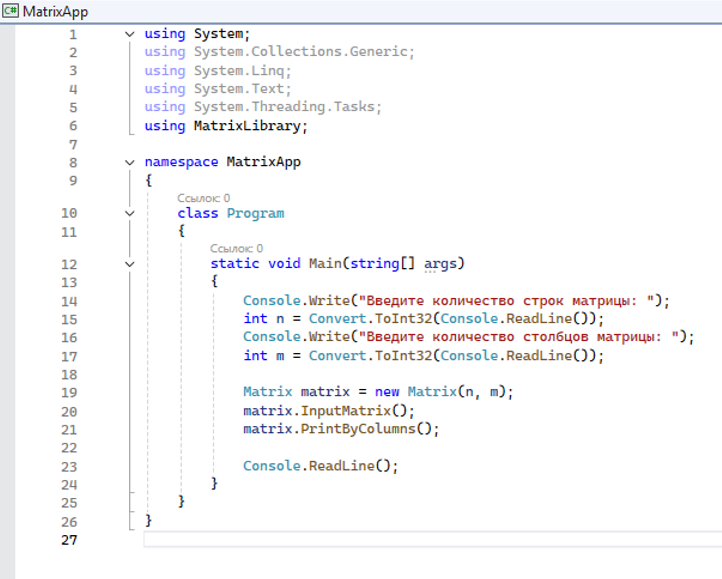 C# MatrixApp
1 using System;
2 using System.Collections.Generic;
3 using System.Linq;
4 using System.Text;
5 using System.Threading.Tasks;
6 using MatrixLibrary;
7
8 namespace MatrixApp
9 {
Ссылок: 0
10 class Program
11 {
Ссылок: 0
12 static void Main(string[] args)
13 {
14 Console.Write("Введите количество строк матрицы: ");
15 int n = Convert.ToInt32(Console.ReadLine());
16 Console.Write("Введите количество столбцов матрицы: ");
17 int m = Convert.ToInt32(Console.ReadLine());
18
19 Matrix matrix = new Matrix(n, m);
20 matrix.InputMatrix();
21 matrix.PrintByColumns();
22
23 Console.ReadLine();
24 }
25 }
26 }
27